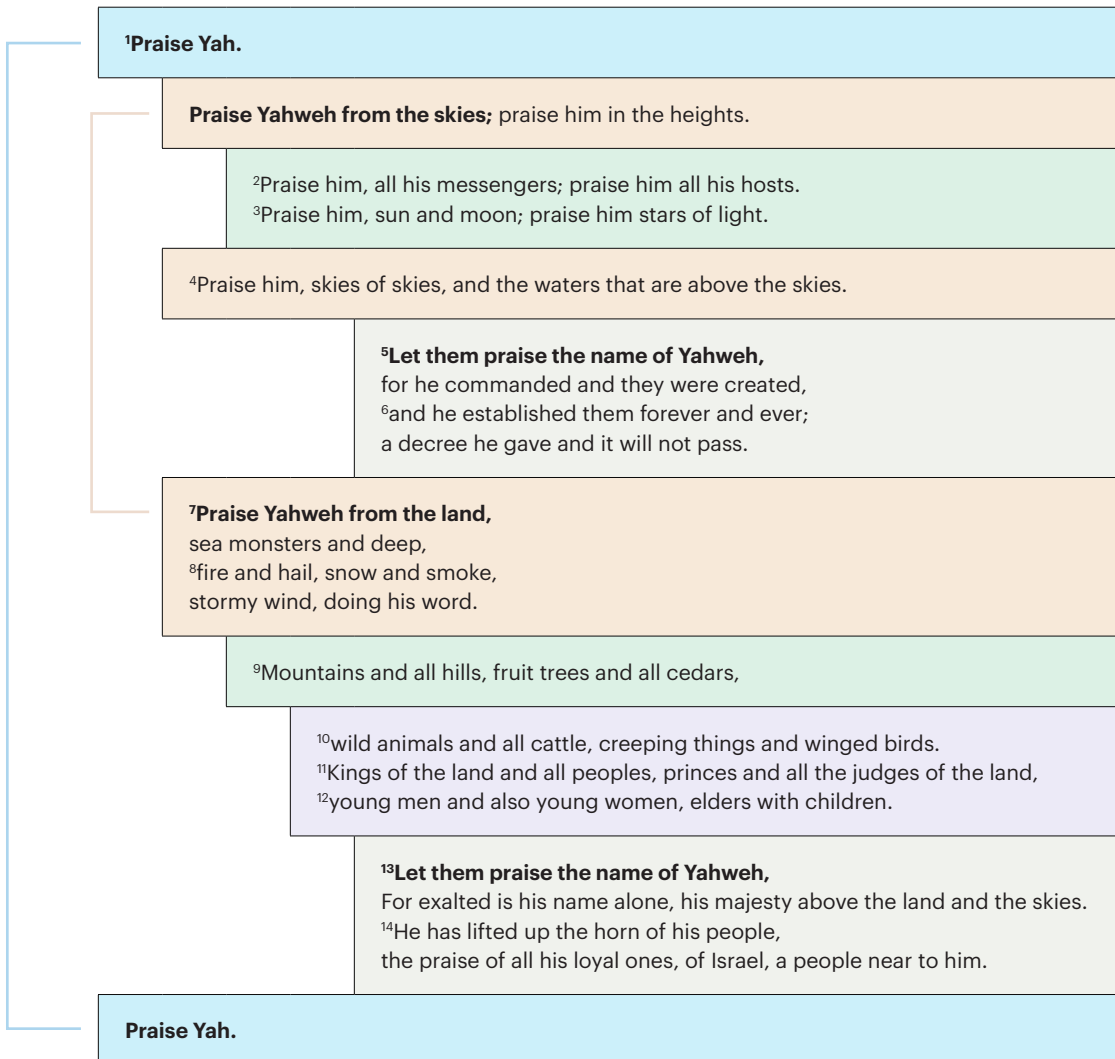 ¹Praise Yah.
Praise Yahweh from the skies; praise him in the heights.
²Praise him, all his messengers; praise him all his hosts.
³Praise him, sun and moon; praise him stars of light.
⁴Praise him, skies of skies, and the waters that are above the skies.
⁵Let them praise the name of Yahweh,
for he commanded and they were created,
⁶and he established them forever and ever;
a decree he gave and it will not pass.
⁷Praise Yahweh from the land,
sea monsters and deep,
⁸fire and hail, snow and smoke,
stormy wind, doing his word.
⁹Mountains and all hills, fruit trees and all cedars,
¹⁰wild animals and all cattle, creeping things and winged birds.
¹¹Kings of the land and all peoples, princes and all the judges of the land,
¹²young men and also young women, elders with children.
¹³Let them praise the name of Yahweh,
For exalted is his name alone, his majesty above the land and the skies.
¹⁴He has lifted up the horn of his people,
the praise of all his loyal ones, of Israel, a people near to him.
Praise Yah.